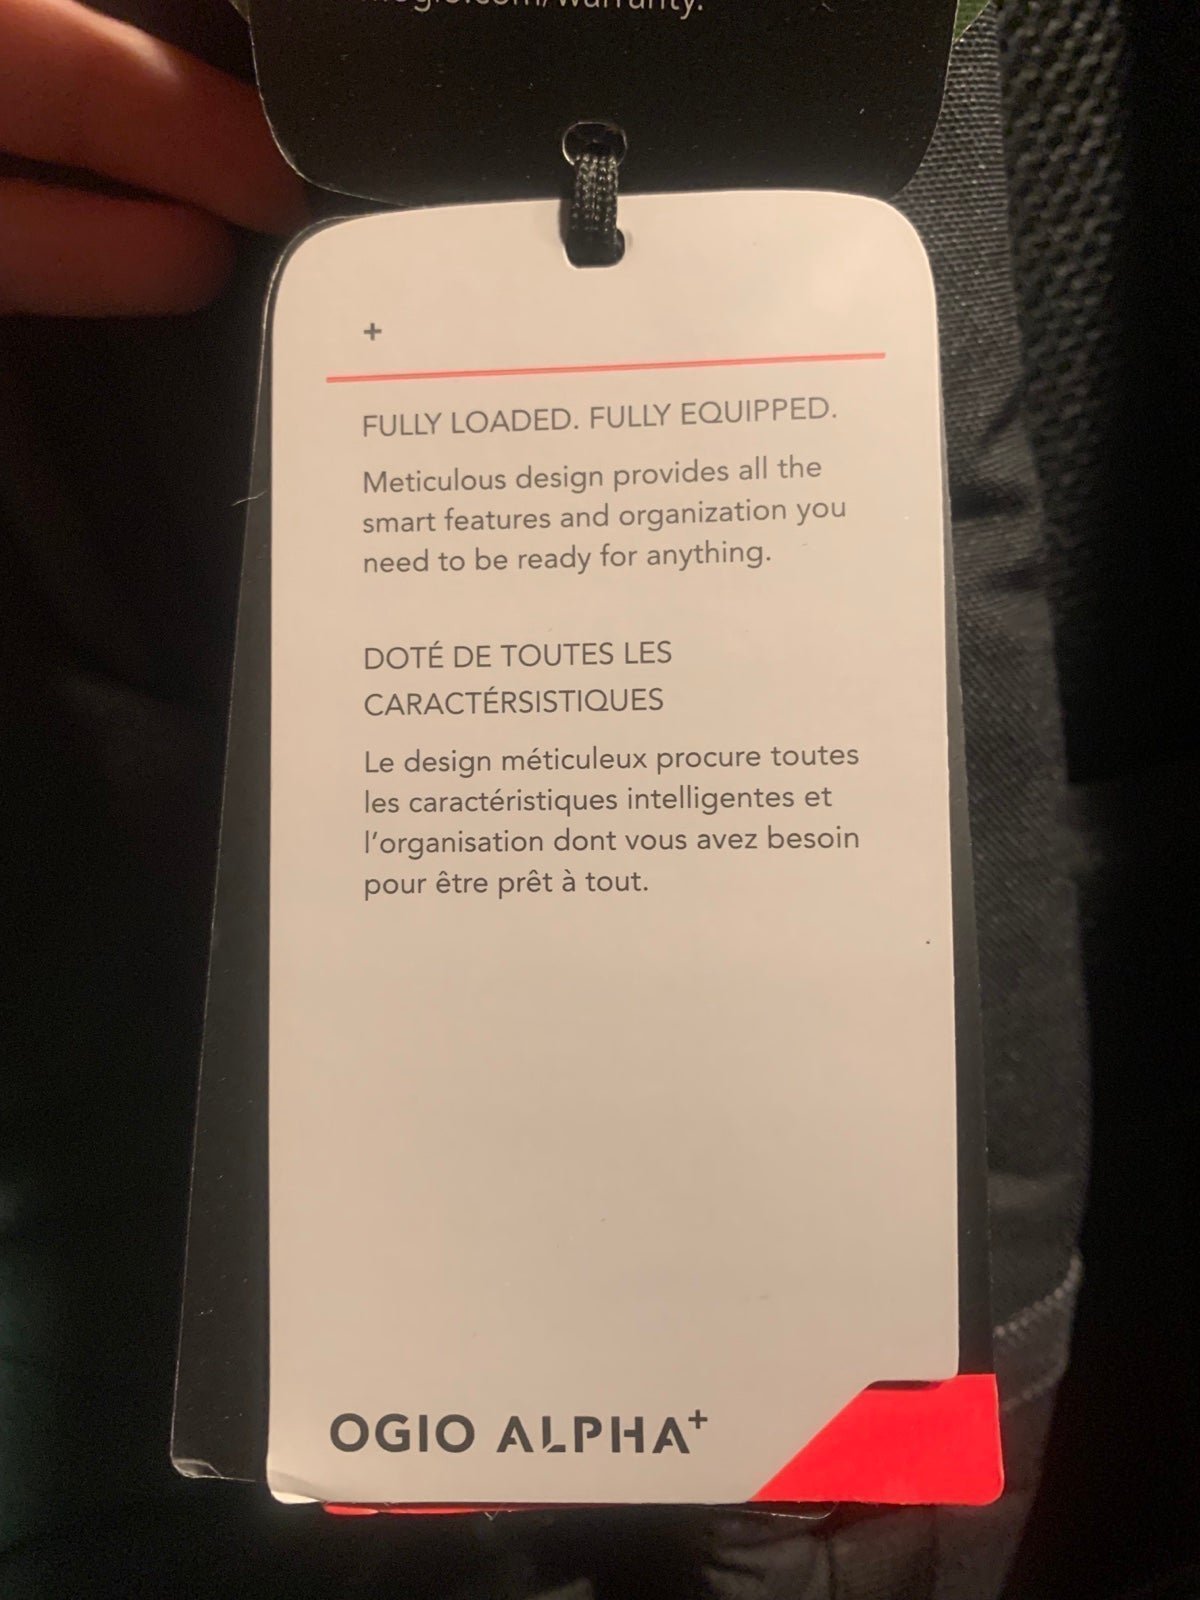 +
FULLY LOADED. FULLY EQUIPPED.
Meticulous design provides all the
smart features and organization you
need to be ready for anything.
DOTÉ DE TOUTES LES
CARACTÉRSISTIQUES
Le design méticuleux procure toutes
les caractéristiques intelligentes et
l'organisation dont vous avez besoin
pour être prêt à tout.
OGIO ALPHA+